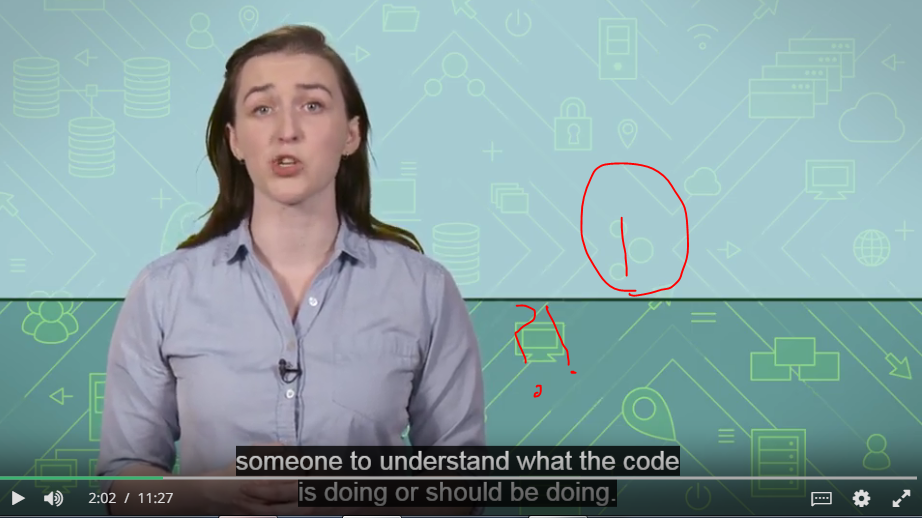 someone to understand what the code
is doing or should be doing.
2:02 / 11:27